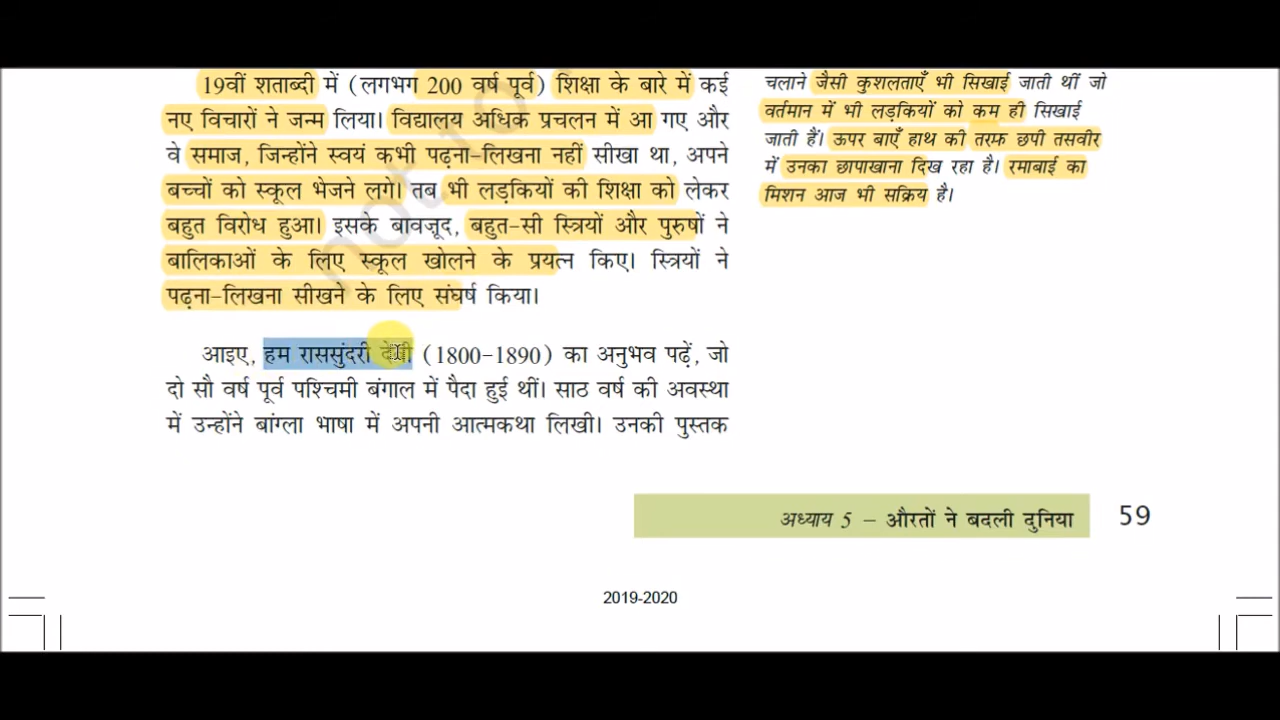 19वीं शताब्दी में (लगभग 200 वर्ष पूर्व) शिक्षा के बारे में कई
नए विचारों ने जन्म लिया। विद्यालय अधिक प्रचलन में आ गए और
वे समाज, जिन्होंने स्वयं कभी पढ़ना-लिखना नहीं सीखा था, अपने
बच्चों को स्कूल भेजने लगे। तब भी लड़कियों की शिक्षा को लेकर
बहुत विरोध हुआ। इसके बावजूद, बहुत-सी स्त्रियों और पुरुषों ने
बालिकाओं के लिए स्कूल खोलने के प्रयत्न किए। स्त्रियों ने
पढ़ना-लिखना सीखने के लिए संघर्ष किया।
आइए, हम राससुंदरी देवी (1800-1890) का अनुभव पढ़ें, जो
दो सौ वर्ष पूर्व पश्चिमी बंगाल में पैदा हुई थीं। साठ वर्ष की अवस्था
में उन्होंने बांग्ला भाषा में अपनी आत्मकथा लिखी। उनकी पुस्तक
चलाने जैसी कुशलताएँ भी सिखाई जाती थीं जो
वर्तमान में भी लड़कियों को कम ही सिखाई
जाती हैं। ऊपर बाएँ हाथ की तरफ छपी तसवीर
में उनका छापाखाना दिख रहा है। रमाबाई का
मिशन आज भी सक्रिय है।
not to
अध्याय 5 – औरतों ने बदली दुनिया 59
2019-2020